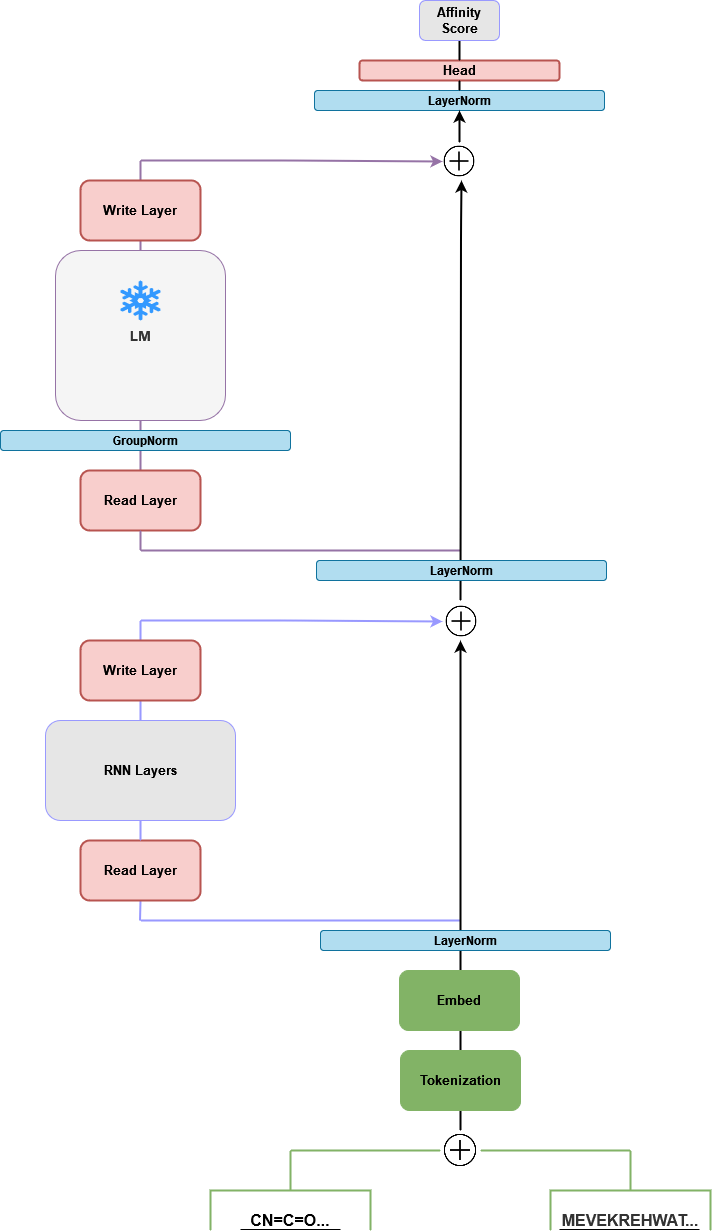 Affinity
Score
Head
LayerNorm
Write Layer
LM
GroupNorm
Read Layer
LayerNorm
Write Layer
RNN Layers
Read Layer
LayerNorm
Embed
Tokenization
CN=C=O...
MEVEKREHWAT...